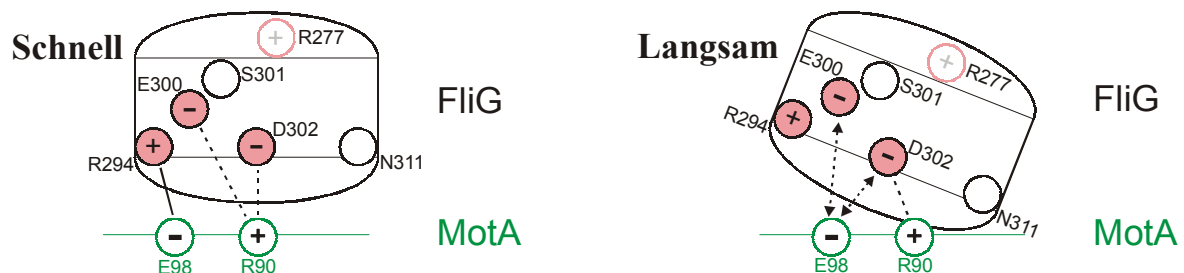 Schnell
R277
S301
E300
+
-
D302
-
+
R294
N311
FliG
-
+
MotA
E98
R90
Langsam
R277
E300
S301
+
-
R294
+
D302
-
N311
FliG
-
+
MotA
E98
R90